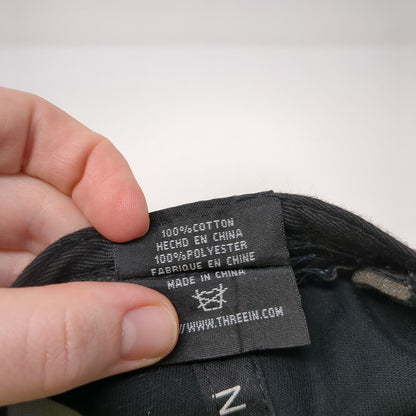 100%COTTON
HECHO EN CHINA
100%POLYESTER
FABRIQUE EN CHINE
MADE IN CHINA
//WWW.THREEIN.COM
N